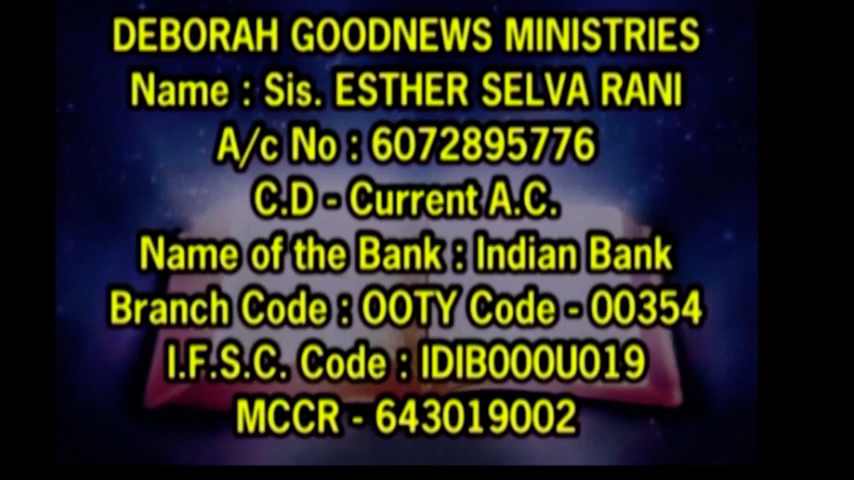 DEBORAH GOODNEWS MINISTRIES
Name : Sis. ESTHER SELVA RANI
A/c No : 6072895776
C.D - Current A.C.
Name of the Bank : Indian Bank
Branch Code : OOTY Code - 00354
I.F.S.C. Code : IDIB000U019
MCCR - 643019002